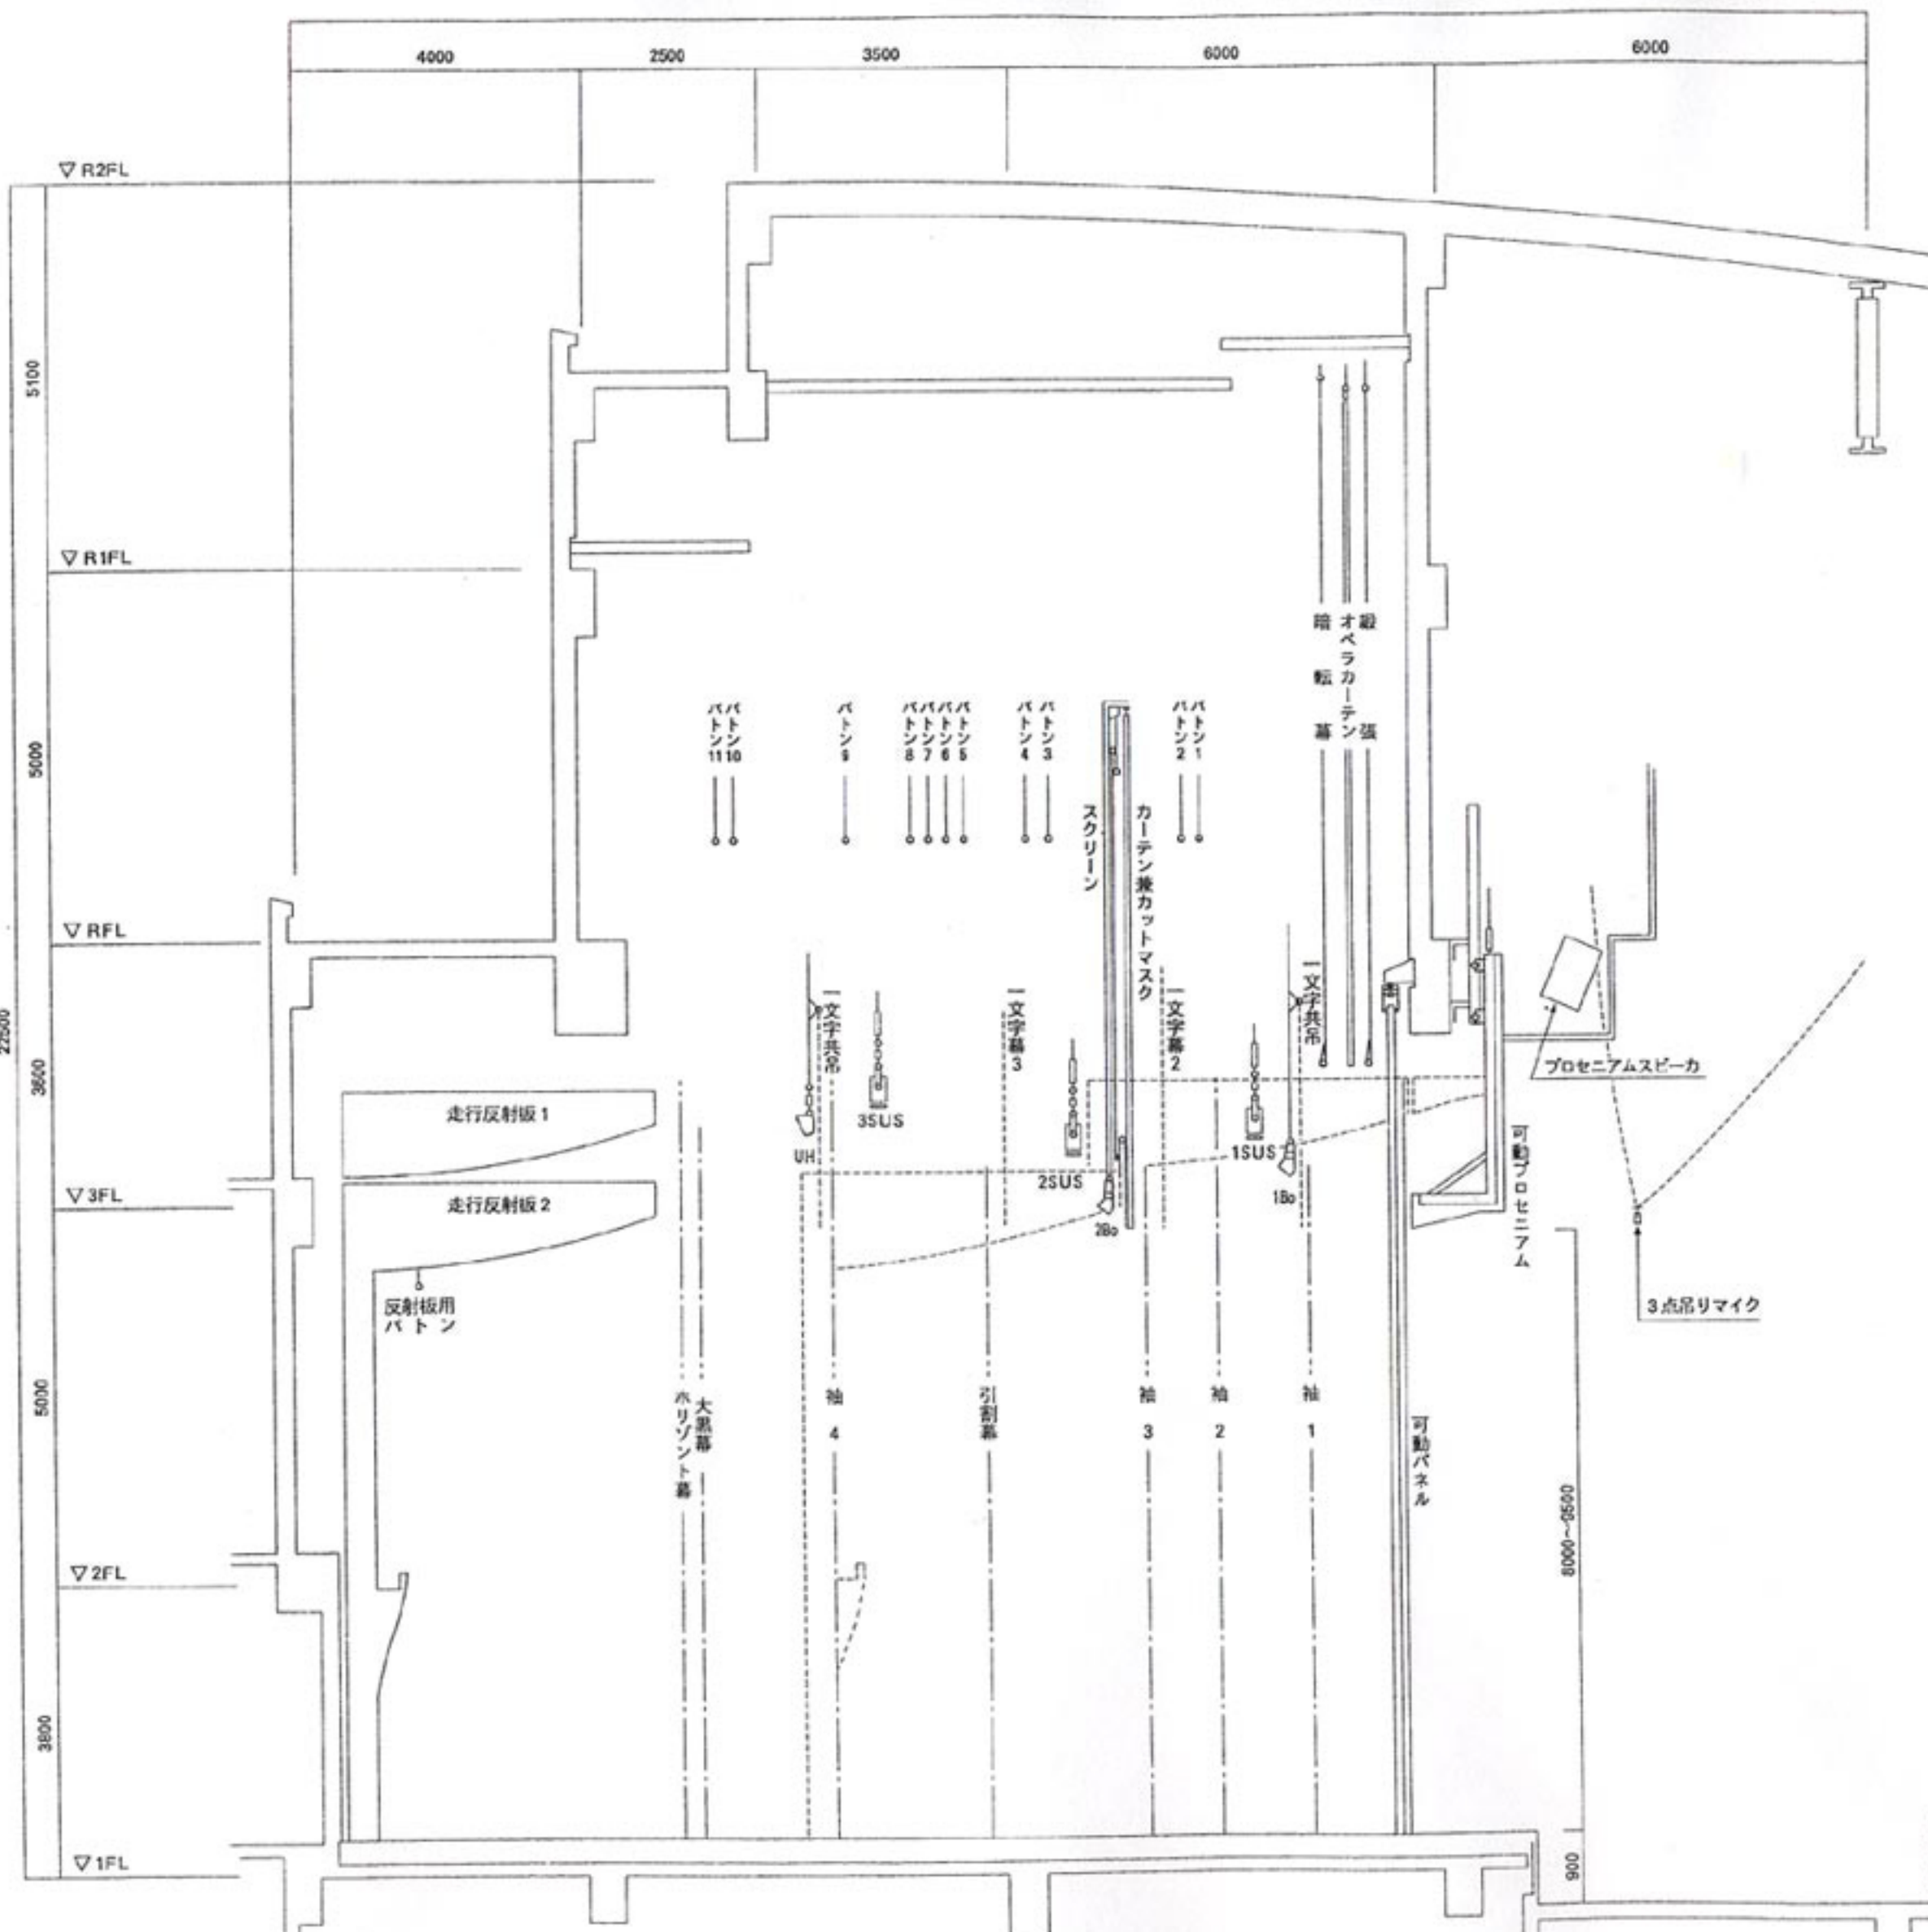 4000
2500
3500
6000
6000
▽R2FL
5100
▽R1FL
5000
▽RFL
22500
3600
▽3FL
5000
▽2FL
3800
▽1FL
暗転幕
オペラカーテン
緞張
バトン11
バトン10
バトン9
バトン8
バトン7
バトン6
バトン5
バトン4
バトン3
バトン2
バトン1
スクリーン
カーテン兼カットマスク
一文字共吊
一文字幕3
一文字幕2
一文字共吊
プロセニアムスピーカ
走行反射板1
3SUS
UH
2SUS
1SUS
1Bo
2Bo
走行反射板2
可動プロセニアム
反射板用
バトン
3点吊りマイク
ホリゾント幕
大黒幕
袖4
引割幕
袖3
袖2
袖1
可動パネル
8000~9500
900